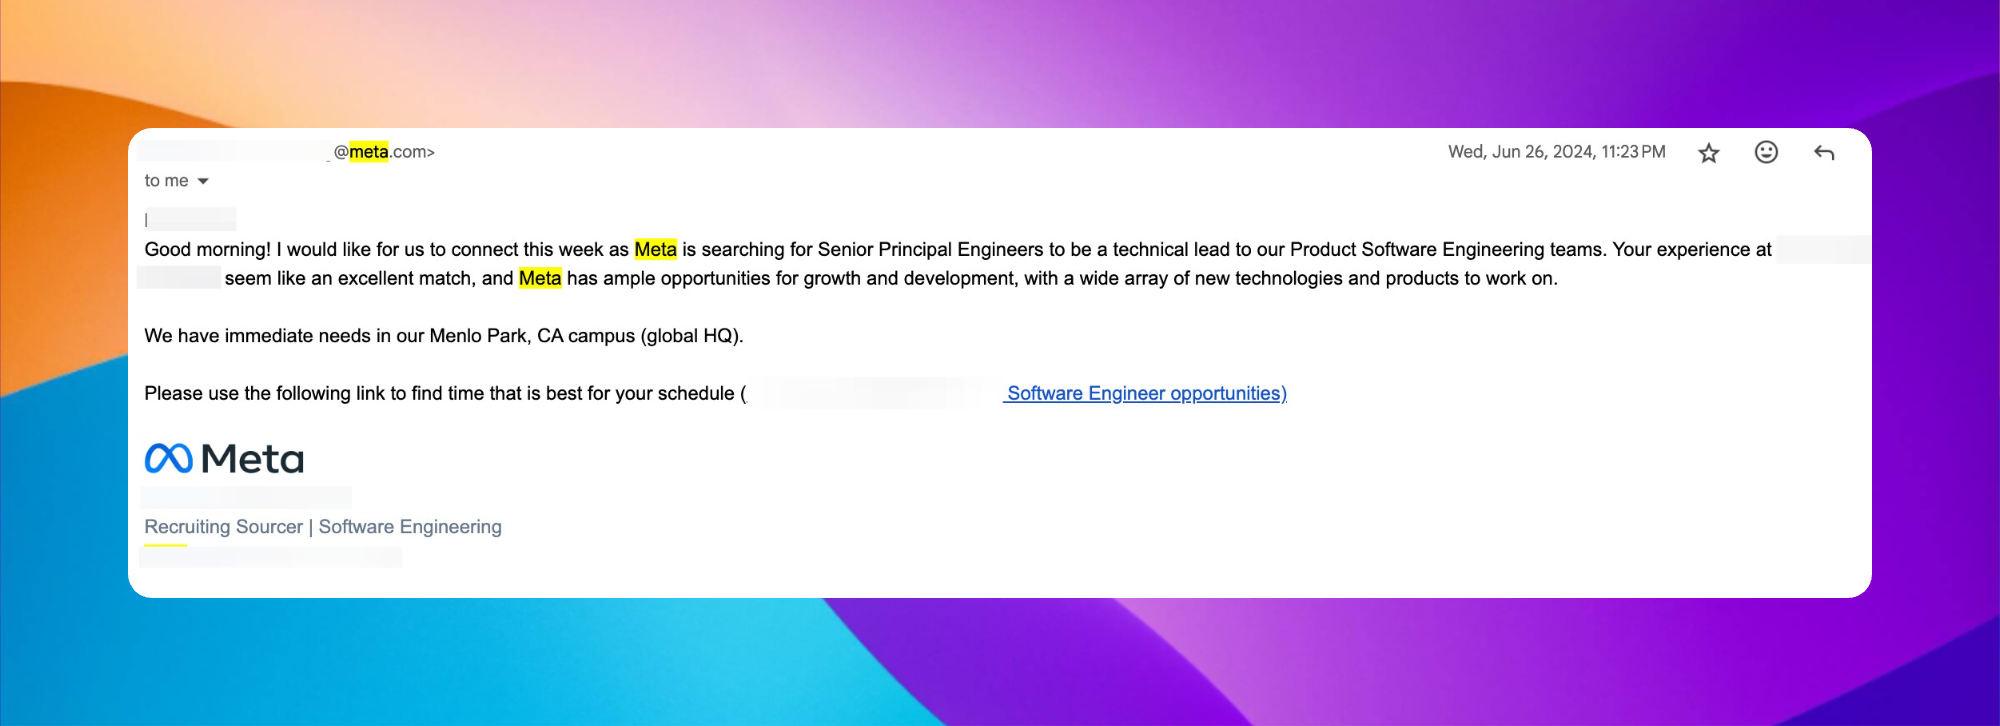 @meta.com>
Wed, Jun 26, 2024, 11:23 PM
to me
Good morning! I would like for us to connect this week as Meta is searching for Senior Principal Engineers to be a technical lead to our Product Software Engineering teams. Your experience at
seem like an excellent match, and Meta has ample opportunities for growth and development, with a wide array of new technologies and products to work on.
We have immediate needs in our Menlo Park, CA campus (global HQ).
Please use the following link to find time that is best for your schedule ( Software Engineer opportunities)
Meta
Recruiting Sourcer | Software Engineering